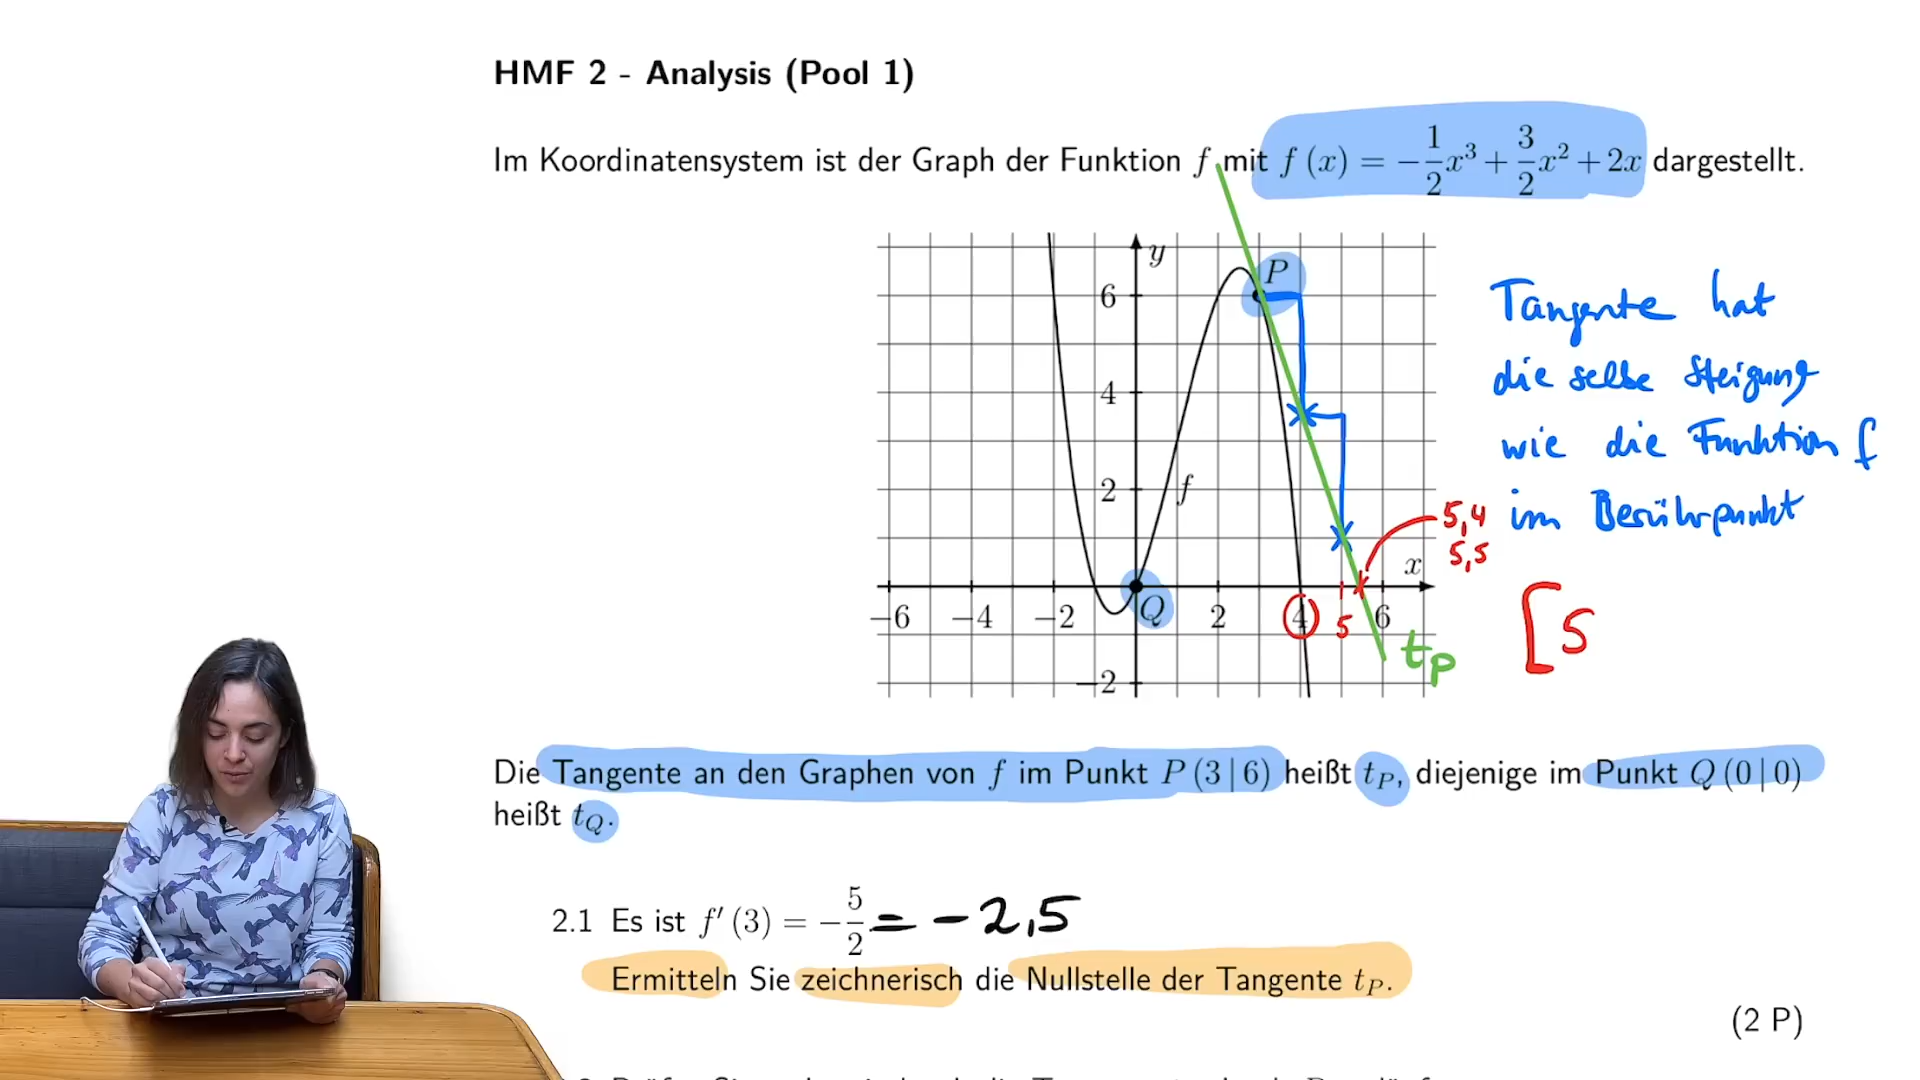 HMF 2 - Analysis (Pool 1)
Im Koordinatensystem ist der Graph der Funktion f mit f (x) = −1/2x³ + 3/2x² + 2x dargestellt.
y
P
6
4
2
f
x
−6 −4 −2 Q 2 4 5 6
−2
Tangente hat
die selbe Steigung
wie die Funktion f
im Berührpunkt
5,4
5,5
[5
tP
Die Tangente an den Graphen von f im Punkt P (3 | 6) heißt tP, diejenige im Punkt Q (0 | 0)
heißt tQ.
2.1 Es ist f′ (3) = −5/2. = −2,5
Ermitteln Sie zeichnerisch die Nullstelle der Tangente tP.
(2 P)